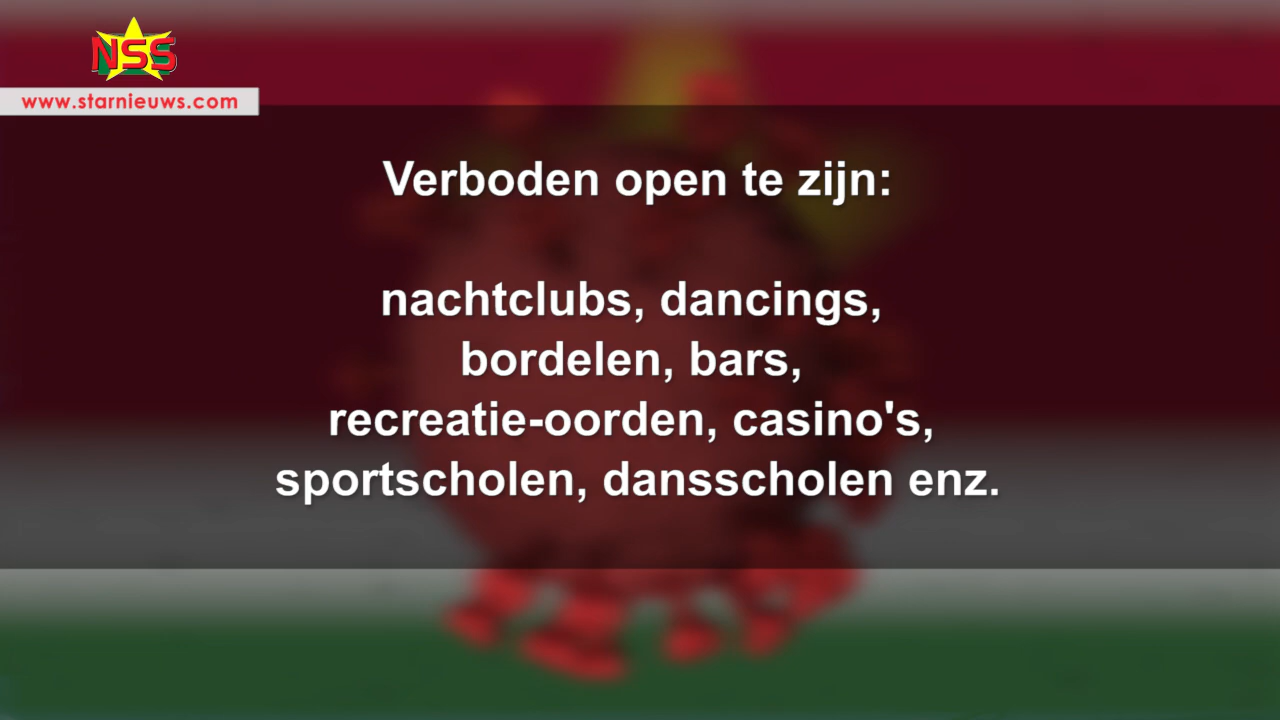 NSS
www.starnieuws.com
Verboden open te zijn:
nachtclubs, dancings,
bordelen, bars,
recreatie-oorden, casino's,
sportscholen, dansscholen enz.